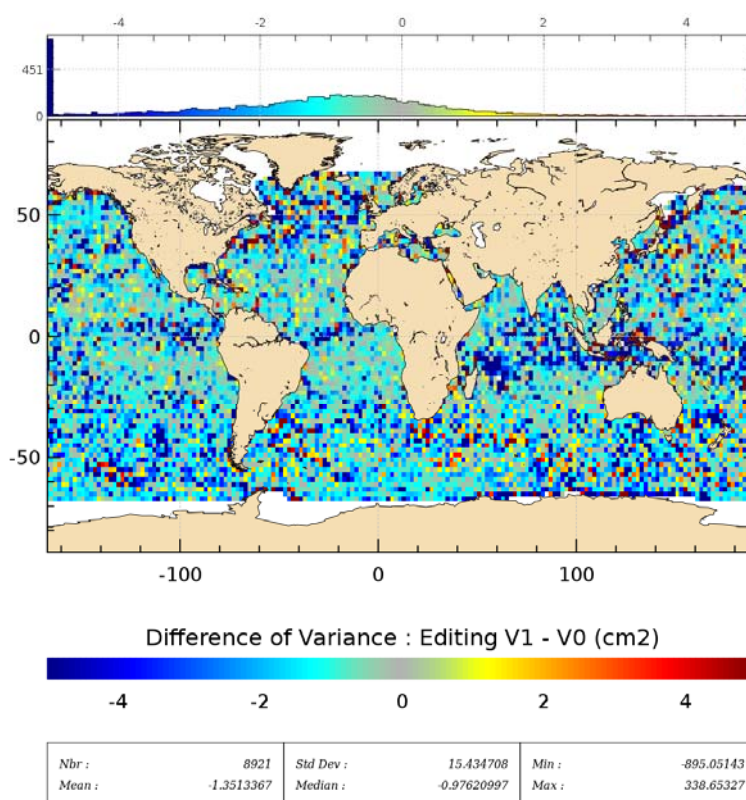 -4 -2 0 2 4
451
0
50
0
-50
-100 0 100
Difference of Variance : Editing V1 - V0 (cm2)
-4 -2 0 2 4
Nbr : 8921 Std Dev : 15.434708 Min : -895.05143
Mean : -1.3513367 Median : -0.97620997 Max : 338.65327